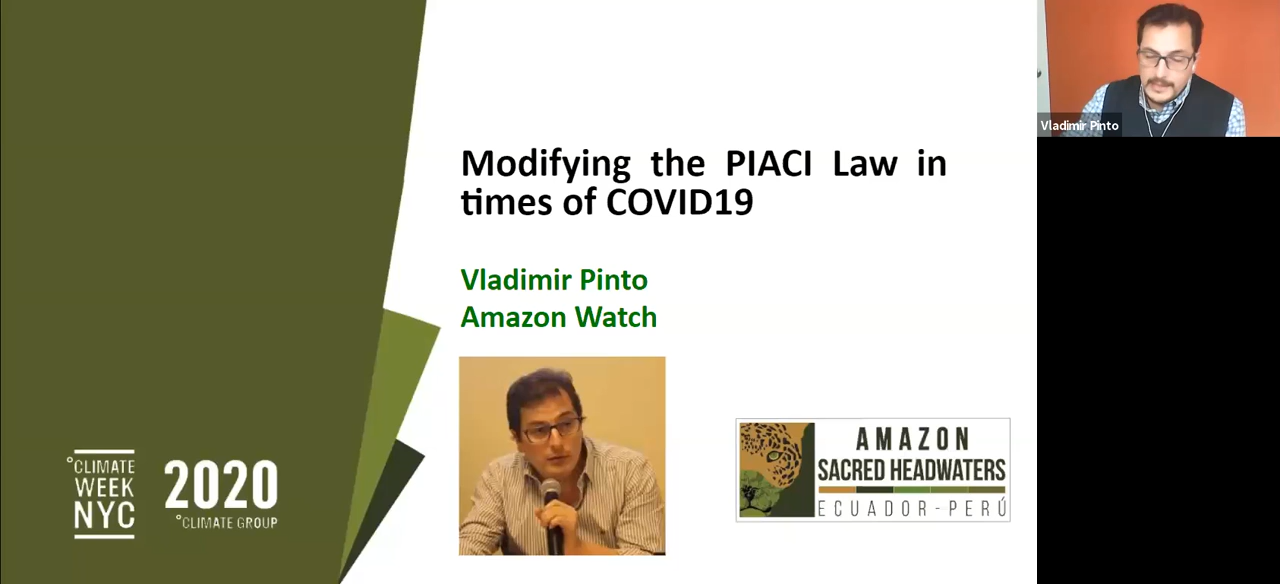 Modifying the PIACI Law in
times of COVID19
Vladimir Pinto
Amazon Watch
°CLIMATE
WEEK
NYC
2020
°CLIMATE GROUP
AMAZON
SACRED HEADWATERS
ECUADOR-PERÚ
Vladimir Pinto